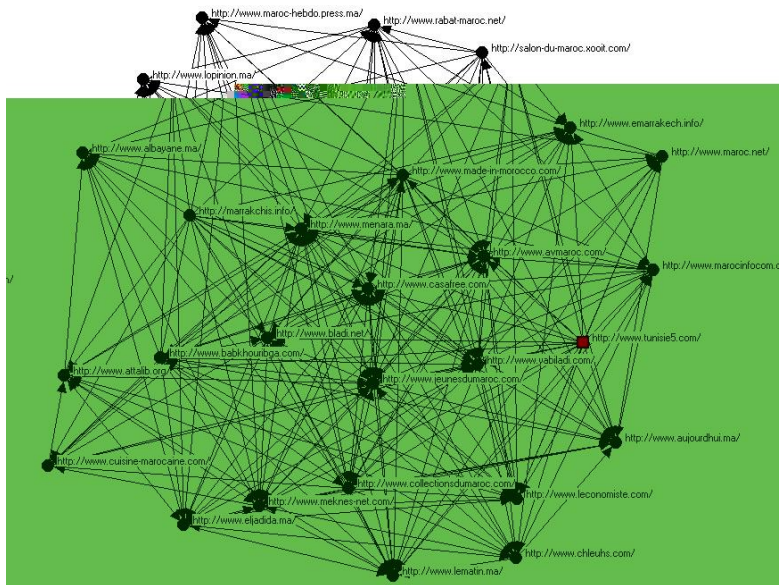 http://www.maroc-hebdo.press.ma/
http://www.rabat-maroc.net/
http://salon-du-maroc.xooit.com/
http://www.lopinion.ma/
http://www.emarrakech.info/
http://www.albayane.ma/
http://www.maroc.net/
http://www.made-in-morocco.com/
http://marrakchis.info/
http://www.menara.ma/
http://www.avmaroc.com/
http://www.marocinfocom.c
n/
http://www.casafree.com/
http://www.bladi.net/
http://www.tunisie5.com/
http://www.babkhouribga.com/
http://www.yabiladi.com/
http://www.attalib.org
http://www.jeunesdumaroc.com/
http://www.aujourdhui.ma/
http://www.cuisine-marocaine.com/
http://www.collectionsdumaroc.com/
http://www.leconomiste.com/
http://www.meknes-net.com/
http://www.eljadida.ma/
http://www.chleuhs.com/
http://www.lematin.ma/